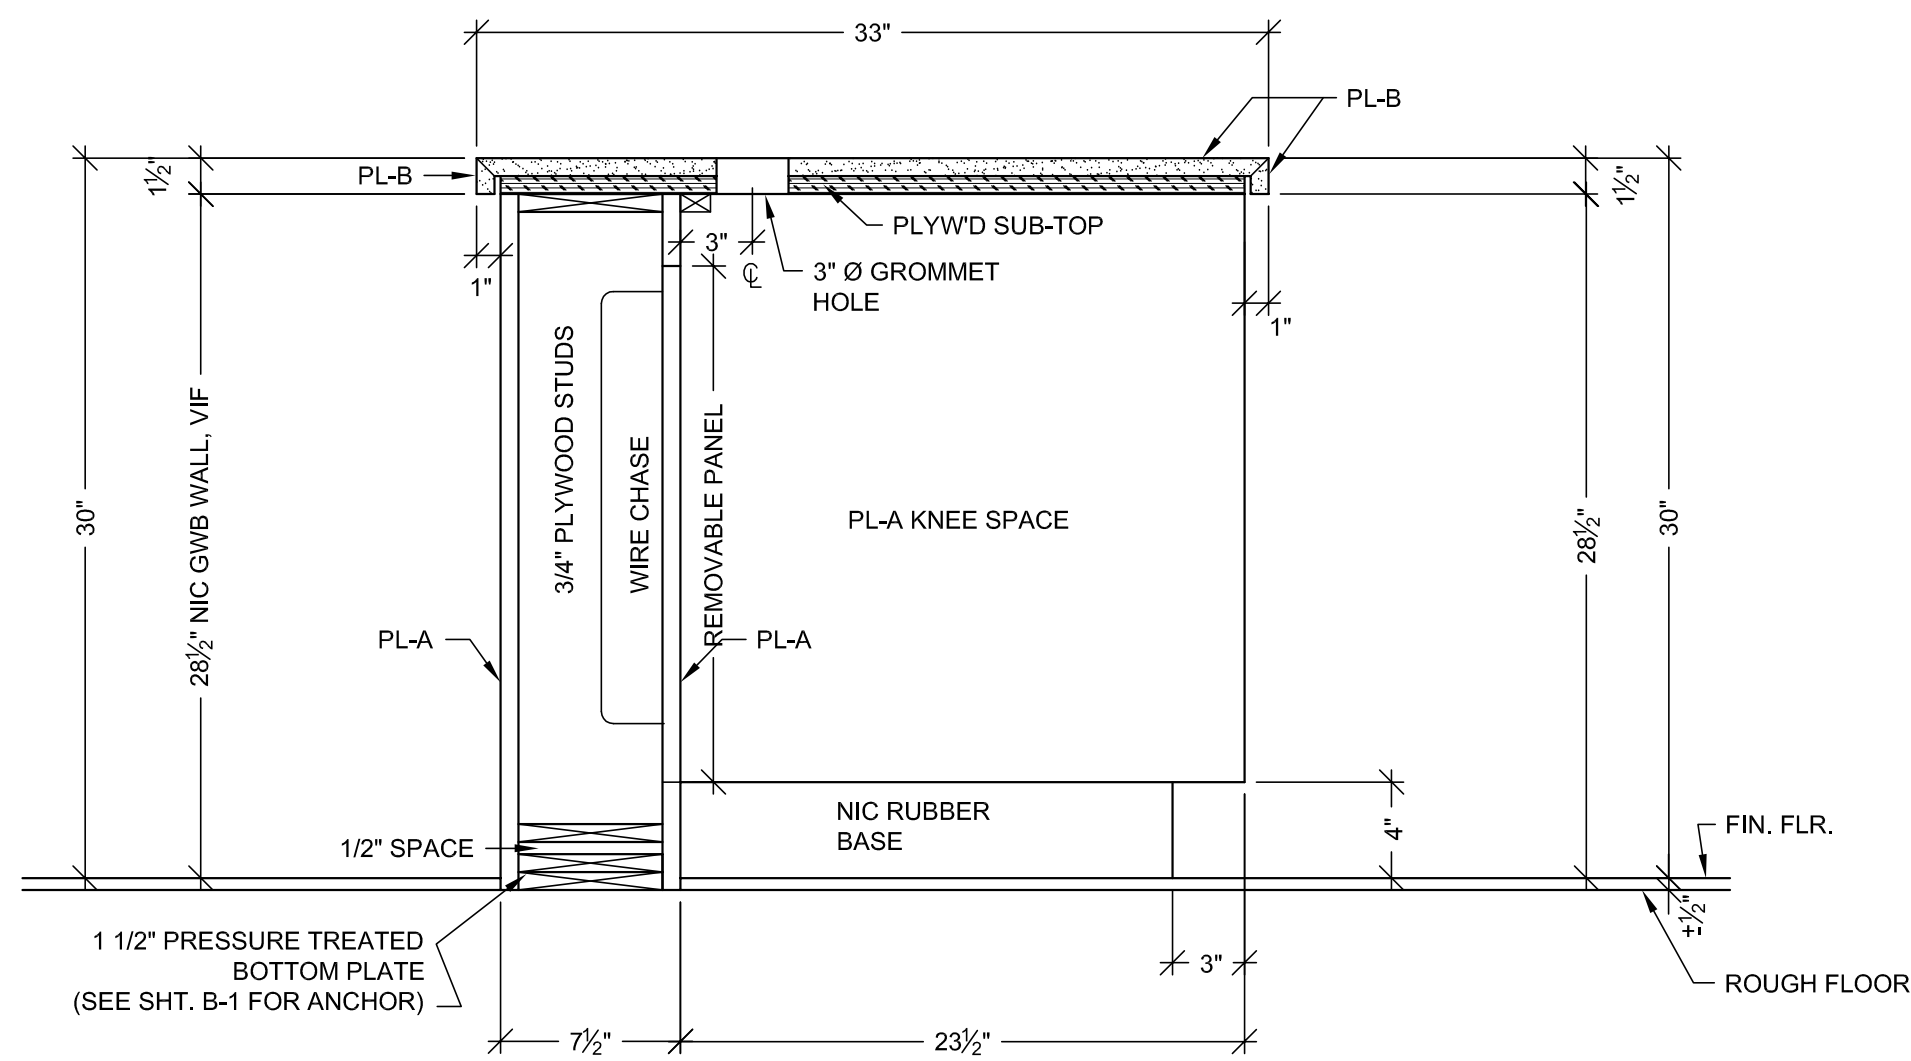 33"
PL-B
1½"
PL-B
1½"
PLYW'D SUB-TOP
3"
℄
3" Ø GROMMET
HOLE
1"
1"
28½" NIC GWB WALL, VIF
3/4" PLYWOOD STUDS
WIRE CHASE
REMOVABLE PANEL
30"
PL-A KNEE SPACE
28½"
30"
PL-A
PL-A
NIC RUBBER
BASE
4"
FIN. FLR.
1/2" SPACE
±½"
1 1/2" PRESSURE TREATED
BOTTOM PLATE
(SEE SHT. B-1 FOR ANCHOR)
3"
ROUGH FLOOR
7½"
23½"